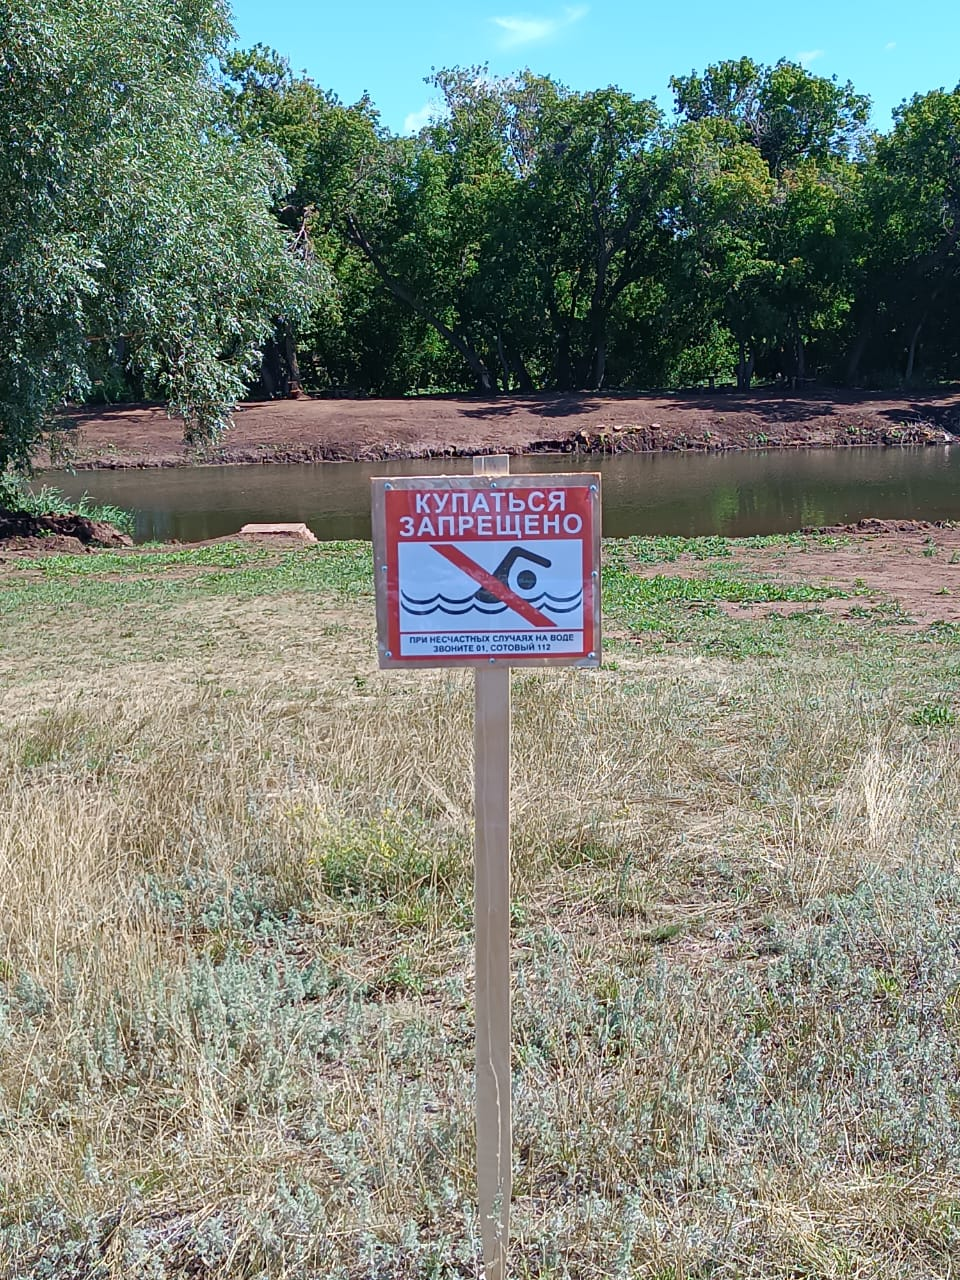 КУПАТЬСЯ
ЗАПРЕЩЕНО
ПРИ НЕСЧАСТНЫХ СЛУЧАЯХ НА ВОДЕ
ЗВОНИТЕ 01, СОТОВЫЙ 112